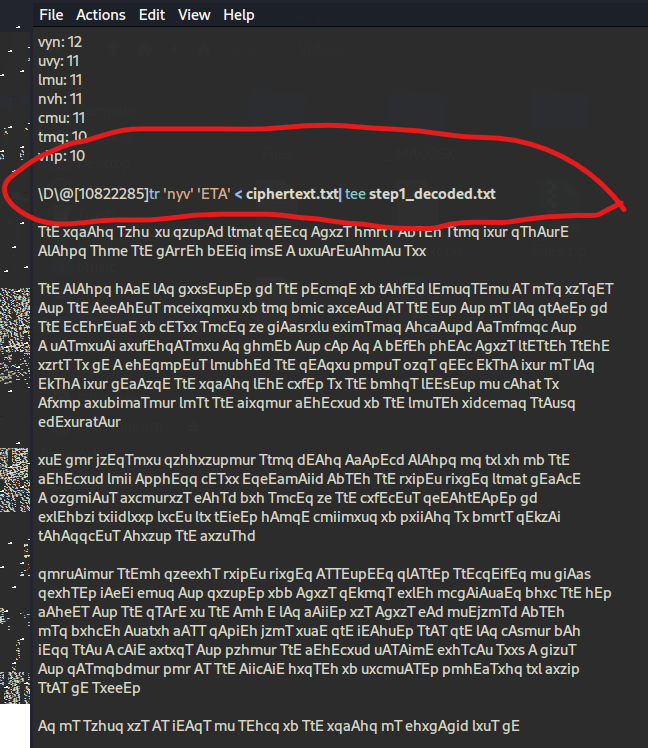 File Actions Edit View Help
vyn: 12
uvy: 11
lmu: 11
nvh: 11
cmu: 11
tmq: 10
vhp: 10
\D\@[10822285]tr 'nyv' 'ETA' < ciphertext.txt| tee step1_decoded.txt
TtE xqaAhq Tzhu xu qzupAd ltmat qEEcq AgxzT hmrtT AbTEh Ttmq ixur qThAurE
AlAhpq Thme TtE gArrEh bEEiq imsE A uxuArEuAhmAu Txx
TtE AlAhpq hAaE lAq gxxsEupEp gd TtE pEcmqE xb tAhfEd lEmuqTEmu AT mTq xzTqET
Aup TtE AeeAhEuT mceixqmxu xb tmq bmic axceAud AT TtE Eup Aup mT lAq qtAeEp gd
TtE EcEhrEuaE xb cETxx TmcEq ze giAasrxlu eximTmaq AhcaAupd AaTmfmqc Aup
A uATmxuAi axufEhqATmxu Aq ghmEb Aup cAp Aq A bEfEh phEAc AgxzT ltETtEh TtEhE
xzrtT Tx gE A ehEqmpEuT lmubhEd TtE qEAqxu pmpuT ozqT qEEc EkThA ixur mT lAq
EkThA ixur gEaAzqE TtE xqaAhq lEhE cxfEp Tx TtE bmhqT lEEsEup mu cAhat Tx
Afxmp axubimaTmur lmTt TtE aixqmur aEhEcxud xb TtE lmuTEh xidcemaq TtAusq
edExuratAur
xuE gmr jzEqTmxu qzhhxzupmur Ttmq dEAhq AaApEcd AlAhpq mq txl xh mb TtE
aEhEcxud lmii ApphEqq cETxx EqeEamAiid AbTEh TtE rxipEu rixgEq ltmat gEaAcE
A ozgmiAuT axcmurxzT eAhTd bxh TmcEq ze TtE cxfEcEuT qeEAhtEApEp gd
exlEhbzi txiidlxxp lxcEu ltx tEieEp hAmqE cmiimxuq xb pxiiAhq Tx bmrtT qEkzAi
tAhAqqcEuT Ahxzup TtE axzuThd
qmruAimur TtEmh qzeexhT rxipEu rixgEq ATTEupEEq qlATtEp TtEcqEifEq mu giAas
qexhTEp iAeEi emuq Aup qxzupEp xbb AgxzT qEkmqT exlEh mcgAiAuaEq bhxc TtE hEp
aAheET Aup TtE qTArE xu TtE Amh E lAq aAiiEp xzT AgxzT eAd muEjzmTd AbTEh
mTq bxhcEh Auatxh aATT qApiEh jzmT xuaE qtE iEAhuEp TtAT qtE lAq cAsmur bAh
iEqq TtAu A cAiE axtxqT Aup pzhmur TtE aEhEcxud uATAimE exhTcAu Txxs A gizuT
Aup qATmqbdmur pmr AT TtE AiicAiE hxqTEh xb uxcmuATEp pmhEaTxhq txl axzip
TtAT gE TxeeEp
Aq mT Tzhuq xzT AT iEAqT mu TEhcq xb TtE xqaAhq mT ehxgAgid lxuT gE